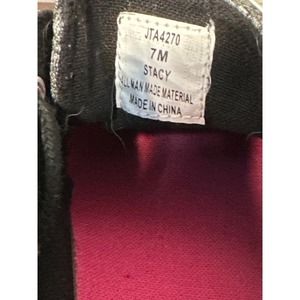 JTA4270
7M
STACY
ALL MAN MADE MATERIAL
MADE IN CHINA